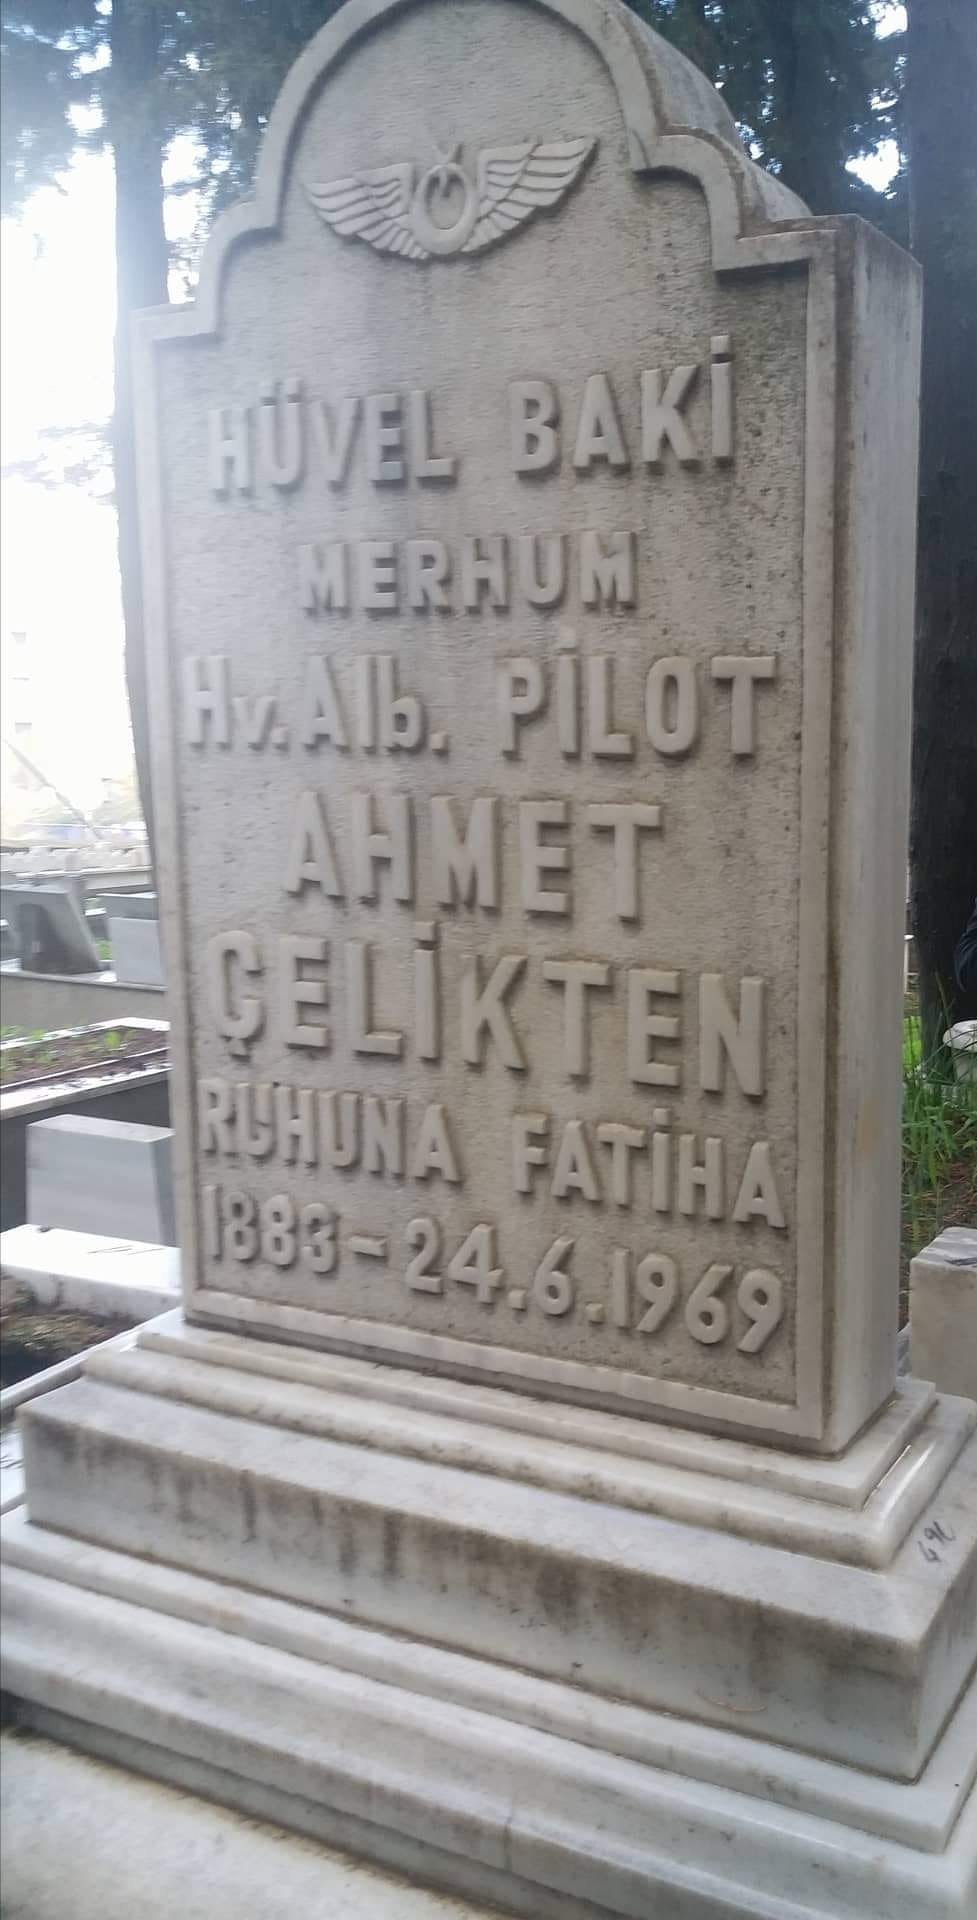 HÜVEL BAKİ
MERHUM
Hv. Alb. PİLOT
AHMET
ÇELİKTEN
RUHUNA FATİHA
1883 - 24.6.1969